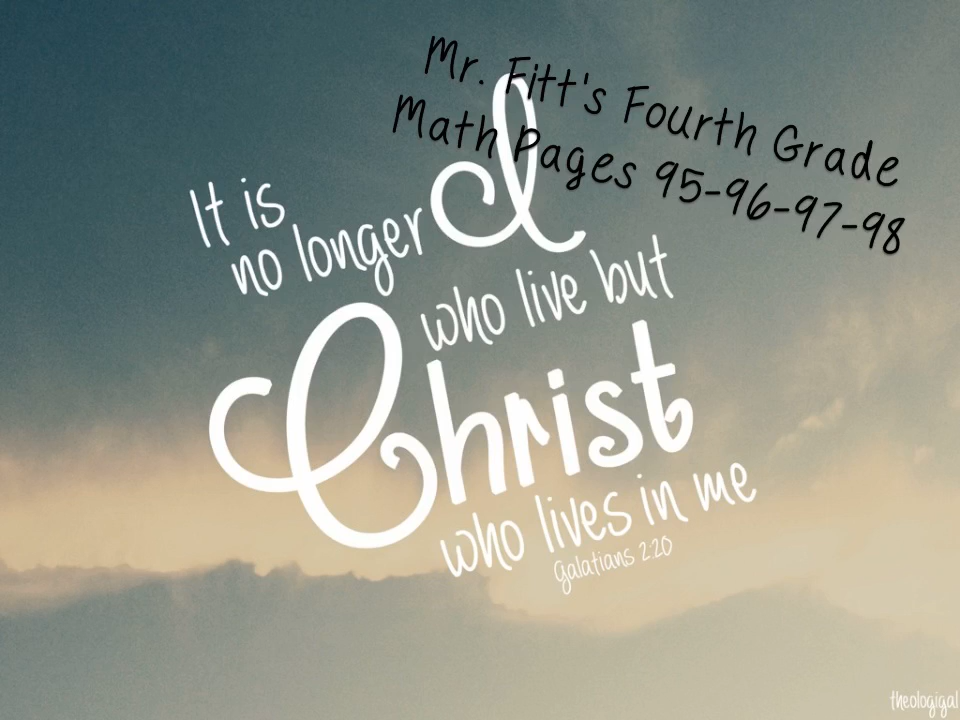 Mr. Fitt's Fourth Grade
Math Pages 95-96-97-98
It is
no longer I
who live but
Christ
who lives in me
Galatians 2:20
theologigal